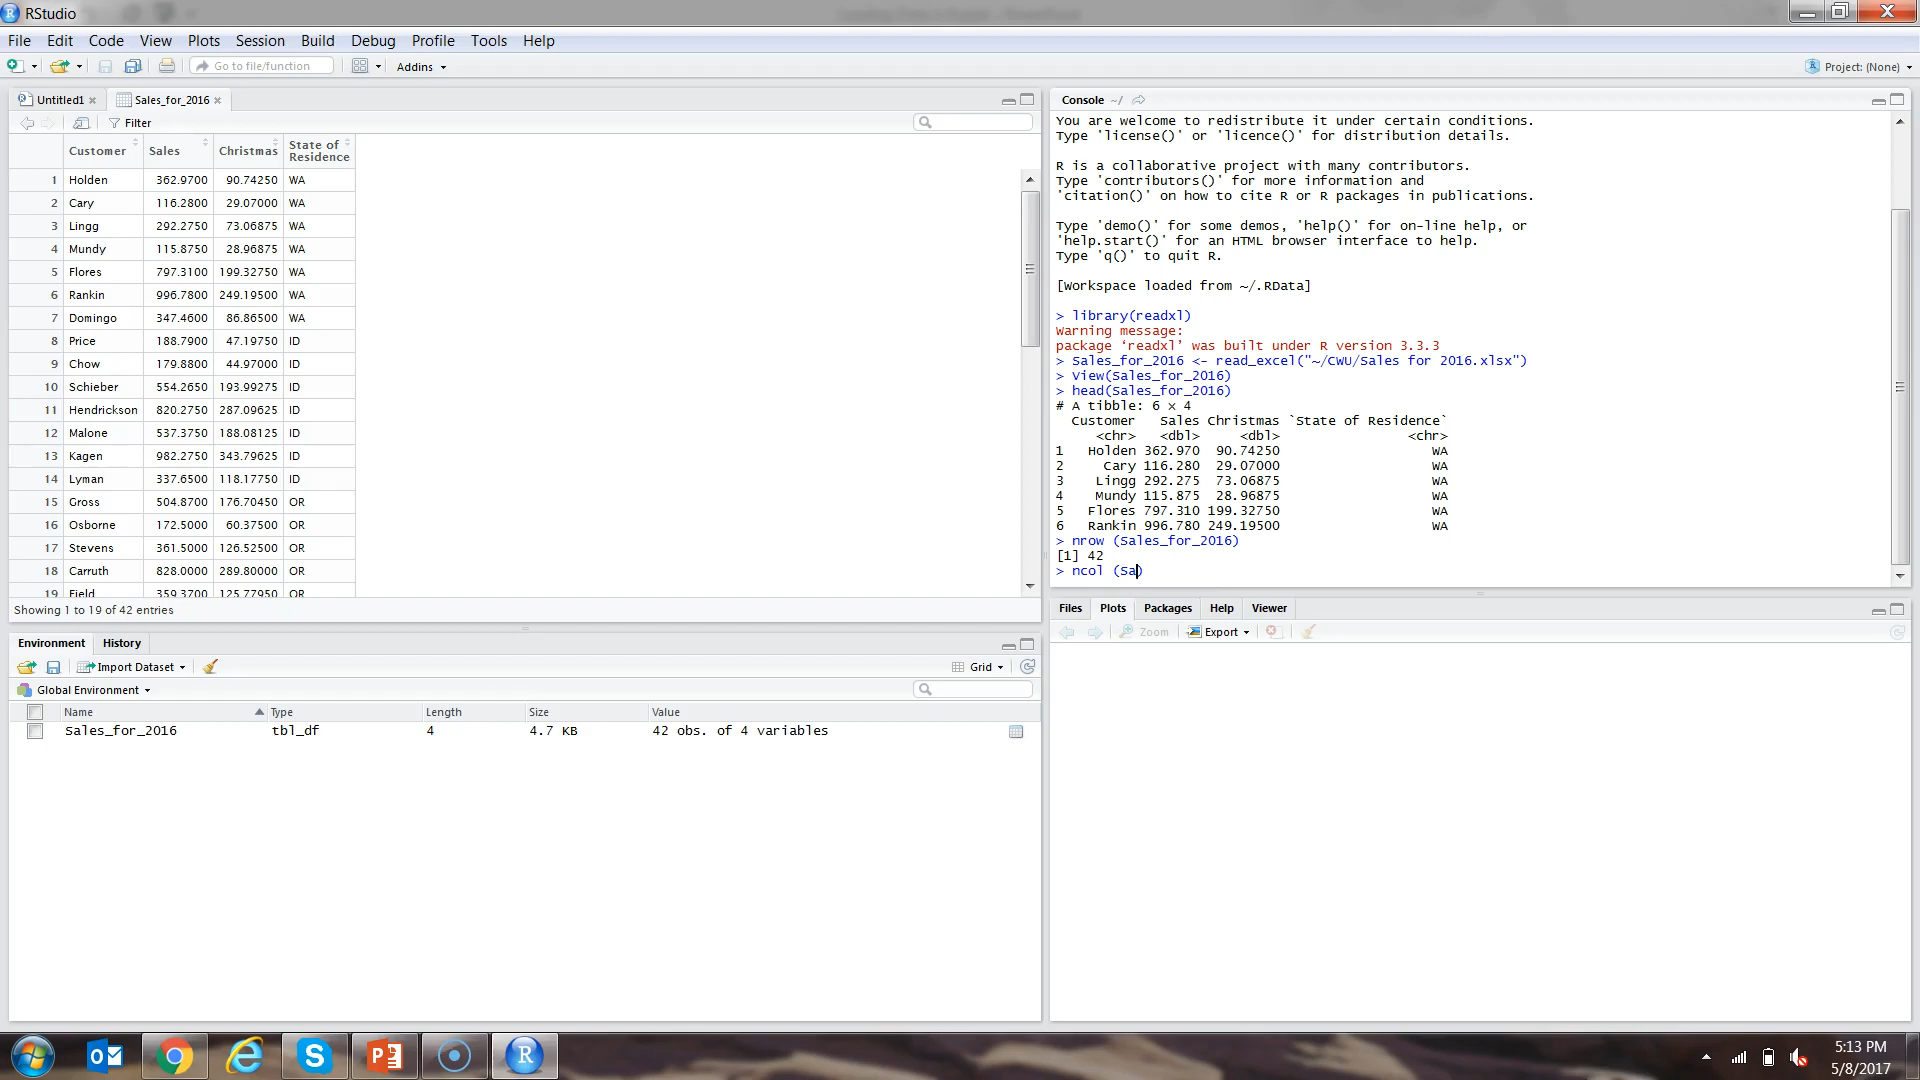 RStudio
File Edit Code View Plots Session Build Debug Profile Tools Help
Go to file/function Addins Project: (None)
Untitled1 Sales_for_2016
Filter
Customer Sales Christmas State of Residence
1 Holden 362.9700 90.74250 WA
2 Cary 116.2800 29.07000 WA
3 Lingg 292.2750 73.06875 WA
4 Mundy 115.8750 28.96875 WA
5 Flores 797.3100 199.32750 WA
6 Rankin 996.7800 249.19500 WA
7 Domingo 347.4600 86.86500 WA
8 Price 188.7900 47.19750 ID
9 Chow 179.8800 44.97000 ID
10 Schieber 554.2650 193.99275 ID
11 Hendrickson 820.2750 287.09625 ID
12 Malone 537.3750 188.08125 ID
13 Kagen 982.2750 343.79625 ID
14 Lyman 337.6500 118.17750 ID
15 Gross 504.8700 176.70450 OR
16 Osborne 172.5000 60.37500 OR
17 Stevens 361.5000 126.52500 OR
18 Carruth 828.0000 289.80000 OR
19 Field 359.3700 125.77950 OR
Showing 1 to 19 of 42 entries
Environment History
Import Dataset Grid
Global Environment
Name Type Length Size Value
Sales_for_2016 tbl_df 4 4.7 KB 42 obs. of 4 variables
Console ~/
You are welcome to redistribute it under certain conditions.
Type 'license()' or 'licence()' for distribution details.
R is a collaborative project with many contributors.
Type 'contributors()' for more information and
'citation()' on how to cite R or R packages in publications.
Type 'demo()' for some demos, 'help()' for on-line help, or
'help.start()' for an HTML browser interface to help.
Type 'q()' to quit R.
[Workspace loaded from ~/.RData]
> library(readxl)
Warning message:
package ‘readxl’ was built under R version 3.3.3
> Sales_for_2016 <- read_excel("~/CWU/Sales for 2016.xlsx")
> View(Sales_for_2016)
> head(Sales_for_2016)
# A tibble: 6 × 4
Customer Sales Christmas `State of Residence`
<chr> <dbl> <dbl> <chr>
1 Holden 362.970 90.74250 WA
2 Cary 116.280 29.07000 WA
3 Lingg 292.275 73.06875 WA
4 Mundy 115.875 28.96875 WA
5 Flores 797.310 199.32750 WA
6 Rankin 996.780 249.19500 WA
> nrow (Sales_for_2016)
[1] 42
> ncol (Sa)
Files Plots Packages Help Viewer
Zoom Export
5:13 PM
5/8/2017